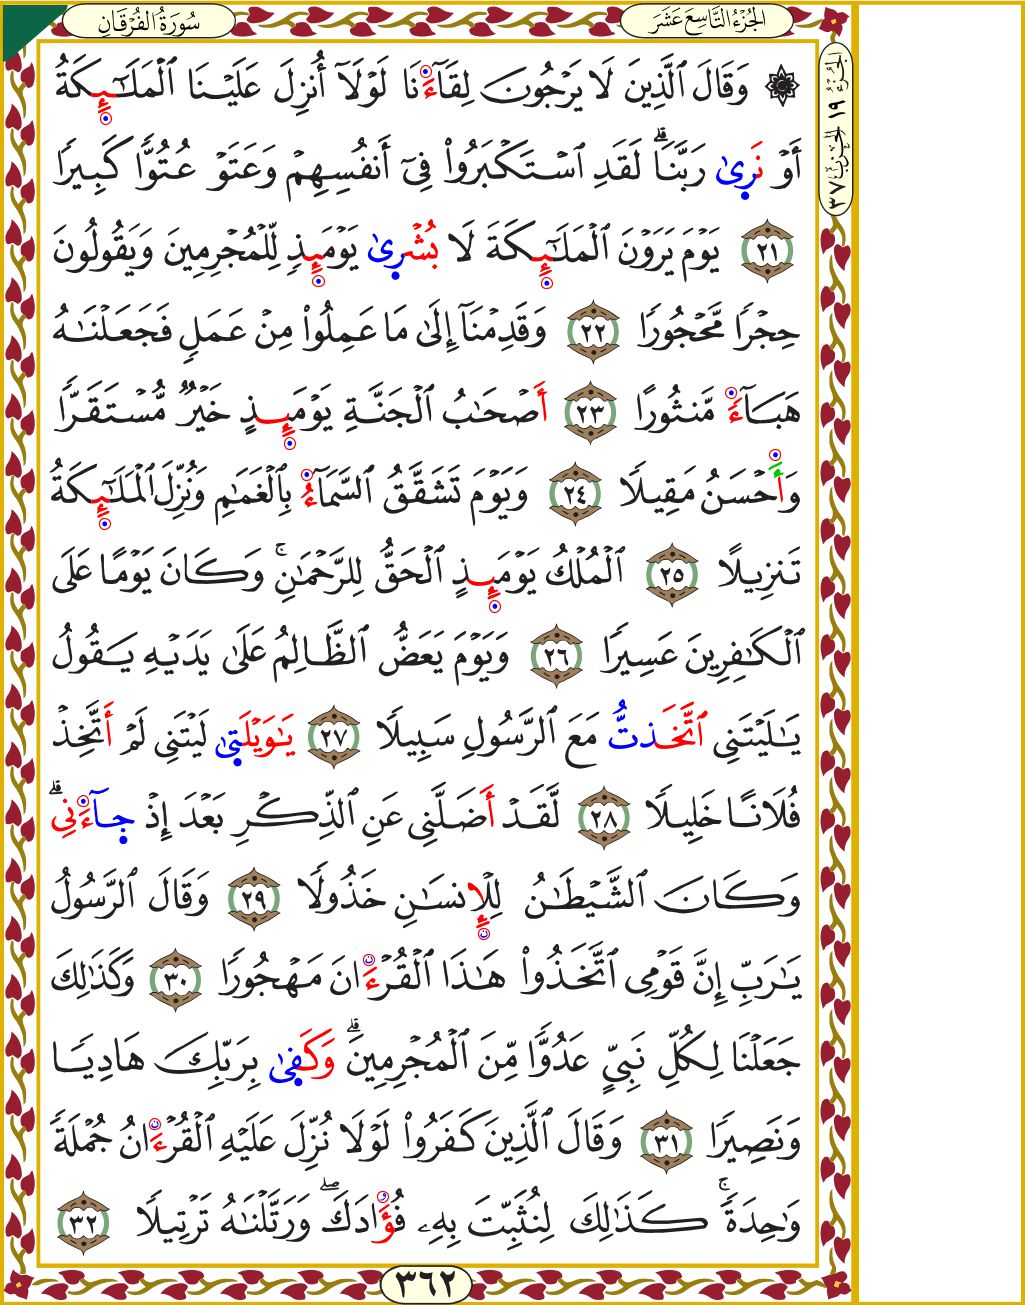 سُورَةُ الفُرْقَانِ
الجُزْءُ التَّاسِعَ عَشَرَ
الجُزْءُ ١٩ الحِزْبُ ٣٧
۞ وَقَالَ ٱلَّذِينَ لَا يَرْجُونَ لِقَآءَنَا لَوْلَآ أُنزِلَ عَلَيْنَا ٱلْمَلَـٰٓئِكَةُ
أَوْ نَرِىٰ رَبَّنَاۗ لَقَدِ ٱسْتَكْبَرُوا۟ فِىٓ أَنفُسِهِمْ وَعَتَوْ عُتُوًّا كَبِيرًا
٢١ يَوْمَ يَرَوْنَ ٱلْمَلَـٰٓئِكَةَ لَا بُشْرِىٰ يَوْمَئِذٍ لِّلْمُجْرِمِينَ وَيَقُولُونَ
حِجْرًا مَّحْجُورًا ٢٢ وَقَدِمْنَآ إِلَىٰ مَا عَمِلُوا۟ مِنْ عَمَلٍ فَجَعَلْنَـٰهُ
هَبَآءً مَّنثُورًا ٢٣ أَصْحَـٰبُ ٱلْجَنَّةِ يَوْمَئِذٍ خَيْرٌ مُّسْتَقَرًّا
وَأَحْسَنُ مَقِيلًا ٢٤ وَيَوْمَ تَشَقَّقُ ٱلسَّمَآءُ بِٱلْغَمَـٰمِ وَنُزِّلَ ٱلْمَلَـٰٓئِكَةُ
تَنزِيلًا ٢٥ ٱلْمُلْكُ يَوْمَئِذٍ ٱلْحَقُّ لِلرَّحْمَـٰنِۚ وَكَانَ يَوْمًا عَلَى
ٱلْكَـٰفِرِينَ عَسِيرًا ٢٦ وَيَوْمَ يَعَضُّ ٱلظَّالِمُ عَلَىٰ يَدَيْهِ يَقُولُ
يَـٰلَيْتَنِى ٱتَّخَذتُّ مَعَ ٱلرَّسُولِ سَبِيلًا ٢٧ يَـٰوَيْلَتِىٰ لَيْتَنِى لَمْ أَتَّخِذْ
فُلَانًا خَلِيلًا ٢٨ لَّقَدْ أَضَلَّنِى عَنِ ٱلذِّكْرِ بَعْدَ إِذْ جِآءَنِىۗ
وَكَانَ ٱلشَّيْطَـٰنُ لِلْإِنسَـٰنِ خَذُولًا ٢٩ وَقَالَ ٱلرَّسُولُ
يَـٰرَبِّ إِنَّ قَوْمِى ٱتَّخَذُوا۟ هَـٰذَا ٱلْقُرْءَانَ مَهْجُورًا ٣٠ وَكَذَٰلِكَ
جَعَلْنَا لِكُلِّ نَبِىٍّ عَدُوًّا مِّنَ ٱلْمُجْرِمِينَۗ وَكَفِىٰ بِرَبِّكَ هَادِيًا
وَنَصِيرًا ٣١ وَقَالَ ٱلَّذِينَ كَفَرُوا۟ لَوْلَا نُزِّلَ عَلَيْهِ ٱلْقُرْءَانُ جُمْلَةً
وَٰحِدَةًۚ كَذَٰلِكَ لِنُثَبِّتَ بِهِۦ فُؤَادَكَۖ وَرَتَّلْنَـٰهُ تَرْتِيلًا ٣٢
٣٦٢